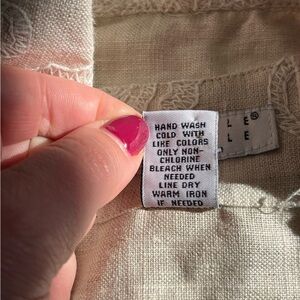 HAND WASH
COLD WITH
LIKE COLORS
ONLY NON-
CHLORINE
BLEACH WHEN
NEEDED
LINE DRY
WARM IRON
IF NEEDED
L E®
L E